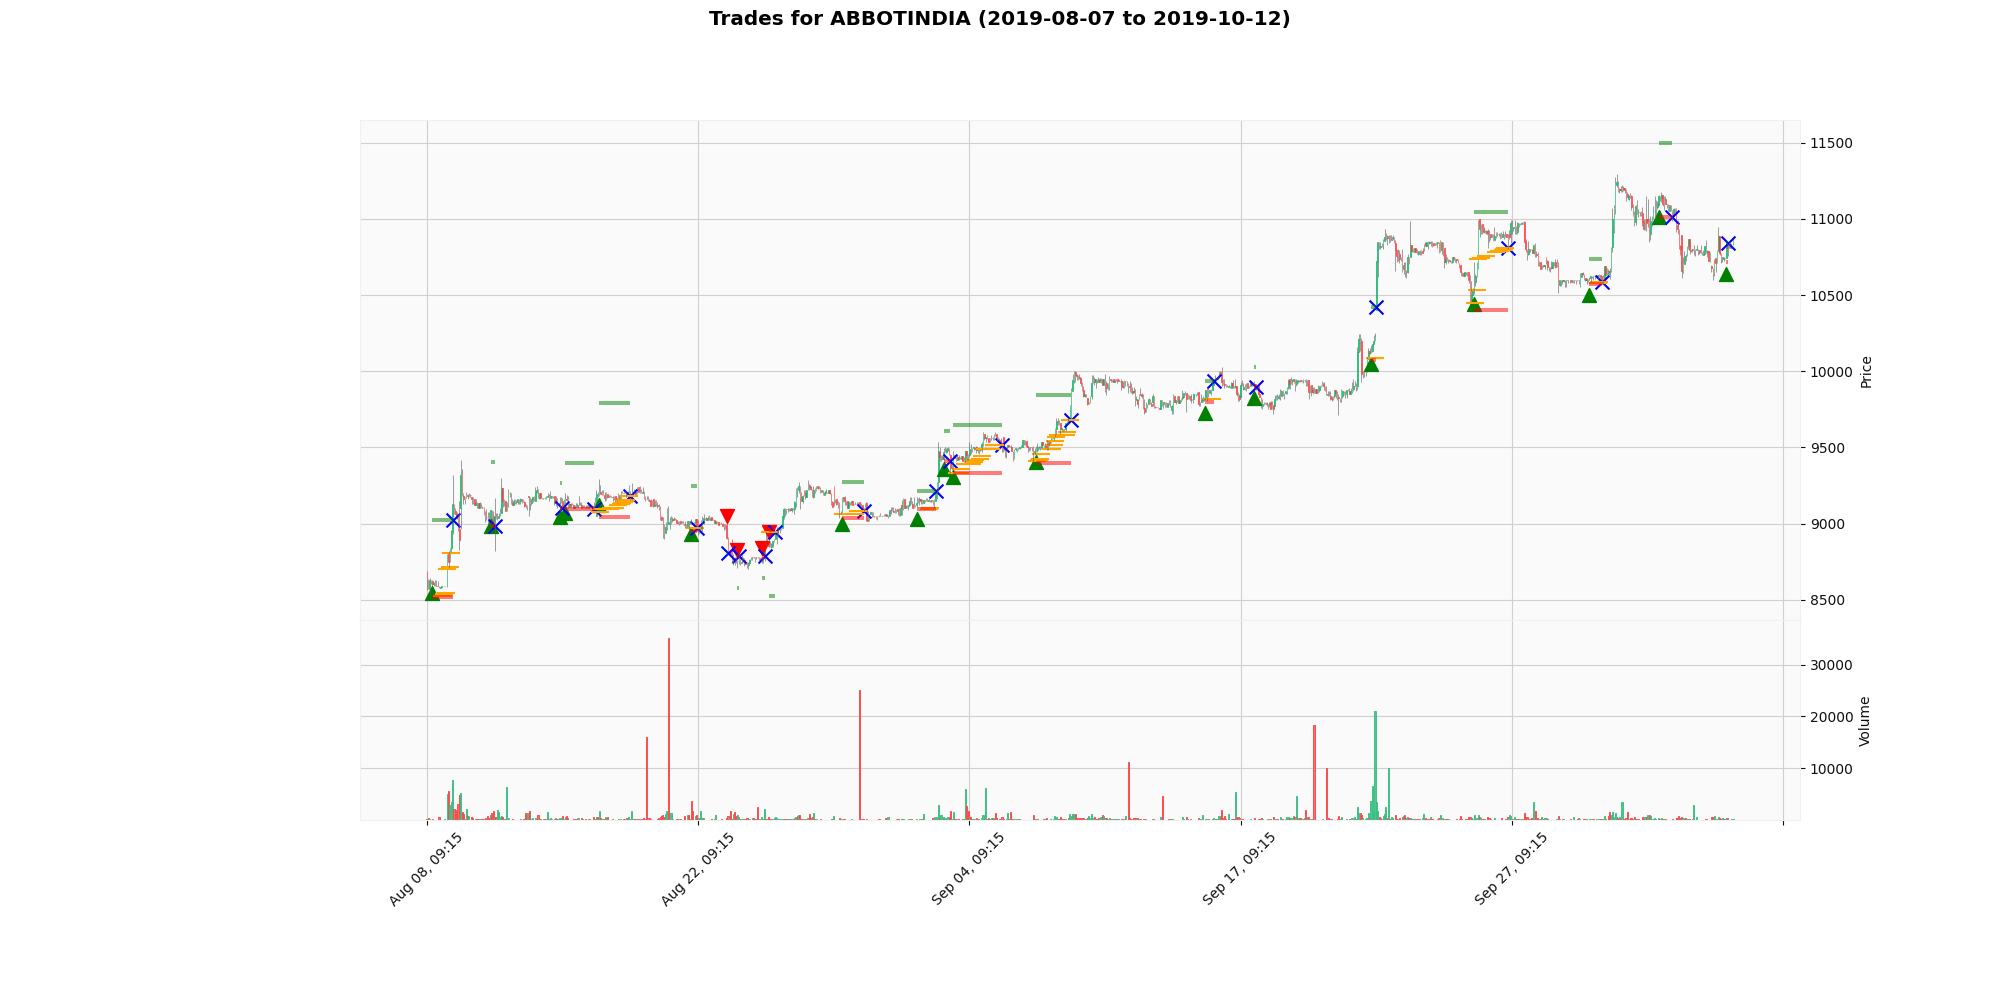 Trades for ABBOTINDIA (2019-08-07 to 2019-10-12)
11500
11000
10500
10000
9500
9000
8500
Price
30000
20000
10000
Volume
Aug 08, 09:15
Aug 22, 09:15
Sep 04, 09:15
Sep 17, 09:15
Sep 27, 09:15